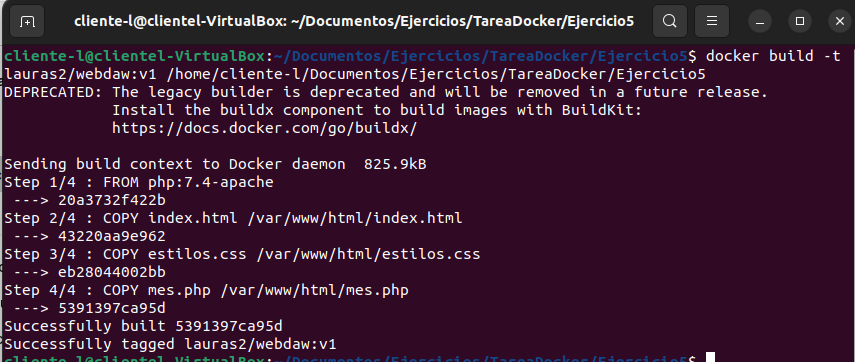 cliente-l@clientel-VirtualBox: ~/Documentos/Ejercicios/TareaDocker/Ejercicio5
cliente-l@clientel-VirtualBox:~/Documentos/Ejercicios/TareaDocker/Ejercicio5$ docker build -t
lauras2/webdaw:v1 /home/cliente-l/Documentos/Ejercicios/TareaDocker/Ejercicio5
DEPRECATED: The legacy builder is deprecated and will be removed in a future release.
            Install the buildx component to build images with BuildKit:
            https://docs.docker.com/go/buildx/
Sending build context to Docker daemon  825.9kB
Step 1/4 : FROM php:7.4-apache
 ---> 20a3732f422b
Step 2/4 : COPY index.html /var/www/html/index.html
 ---> 43220aa9e962
Step 3/4 : COPY estilos.css /var/www/html/estilos.css
 ---> eb28044002bb
Step 4/4 : COPY mes.php /var/www/html/mes.php
 ---> 5391397ca95d
Successfully built 5391397ca95d
Successfully tagged lauras2/webdaw:v1
cliente-l@clientel-VirtualBox:~/Documentos/Ejercicios/TareaDocker/Ejercicio5$